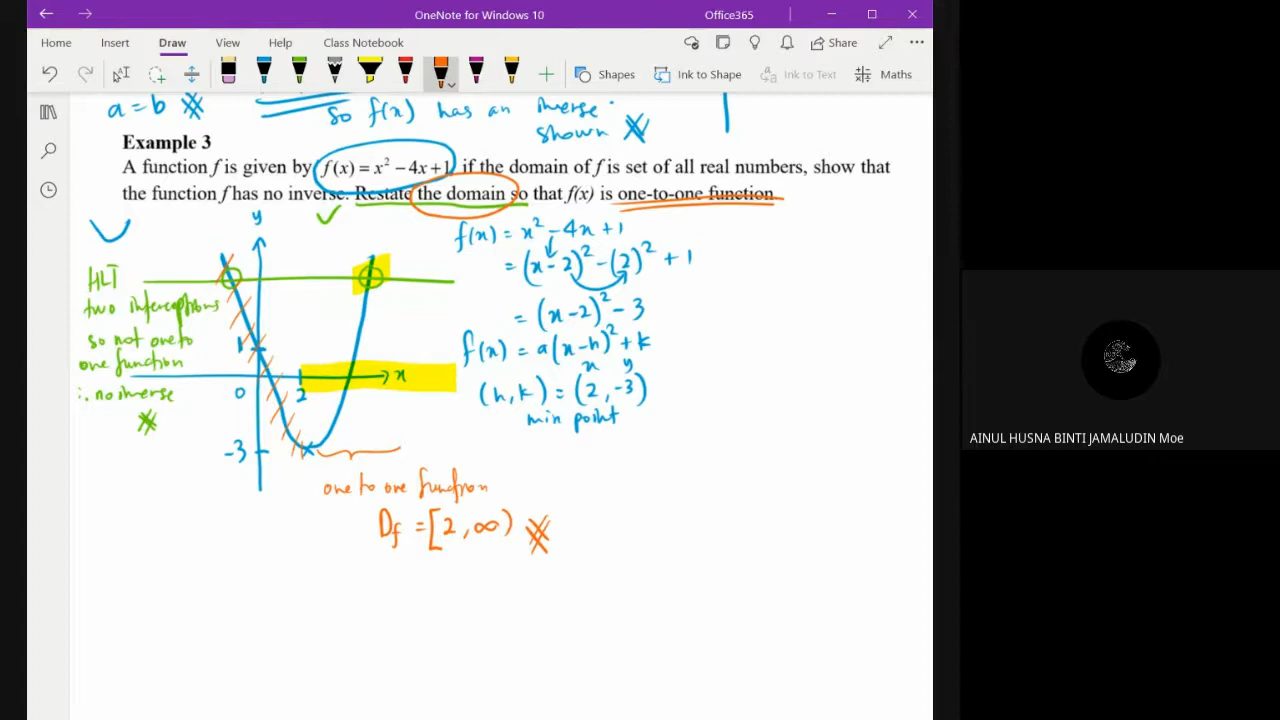 OneNote for Windows 10
Office365
Home Insert Draw View Help Class Notebook
Share
Shapes Ink to Shape Ink to Text Maths
a = b
so f(x) has an inverse.
shown
Example 3
A function f is given by f(x) = x² − 4x + 1, if the domain of f is set of all real numbers, show that
the function f has no inverse. Restate the domain so that f(x) is one-to-one function.
y
HLT
two interceptions
so not one to
one function
∴ no inverse
1
0
2
x
-3
f(x) = x² - 4x + 1
= (x - 2)² - (2)² + 1
= (x - 2)² - 3
f(x) = a(x - h)² + k
x y
(h, k) = (2, -3)
min point
one to one function
Df = [2, ∞)
AINUL HUSNA BINTI JAMALUDIN Moe